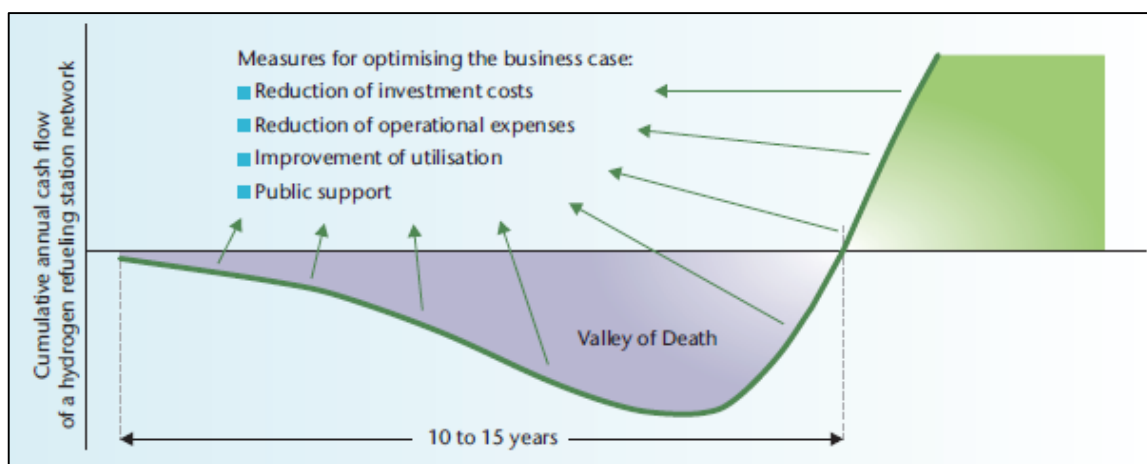 Cumulative annual cash flow
of a hydrogen refueling station network
Measures for optimising the business case:
Reduction of investment costs
Reduction of operational expenses
Improvement of utilisation
Public support
Valley of Death
10 to 15 years